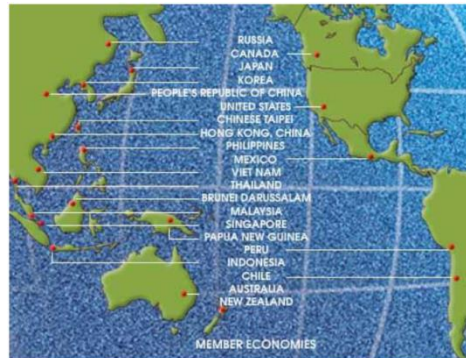 RUSSIA
CANADA
JAPAN
KOREA
PEOPLE'S REPUBLIC OF CHINA
UNITED STATES
CHINESE TAIPEI
HONG KONG, CHINA
PHILIPPINES
MEXICO
VIET NAM
THAILAND
BRUNEI DARUSSALAM
MALAYSIA
SINGAPORE
PAPUA NEW GUINEA
PERU
INDONESIA
CHILE
AUSTRALIA
NEW ZEALAND
MEMBER ECONOMIES